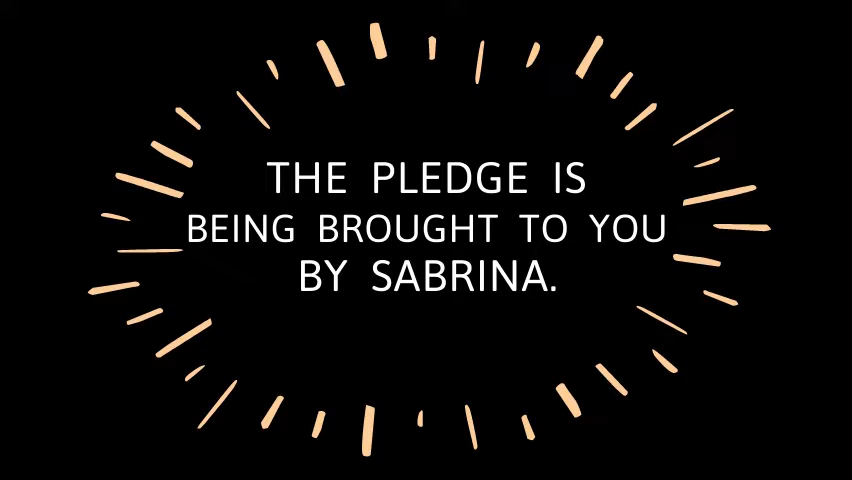 THE PLEDGE IS
BEING BROUGHT TO YOU
BY SABRINA.